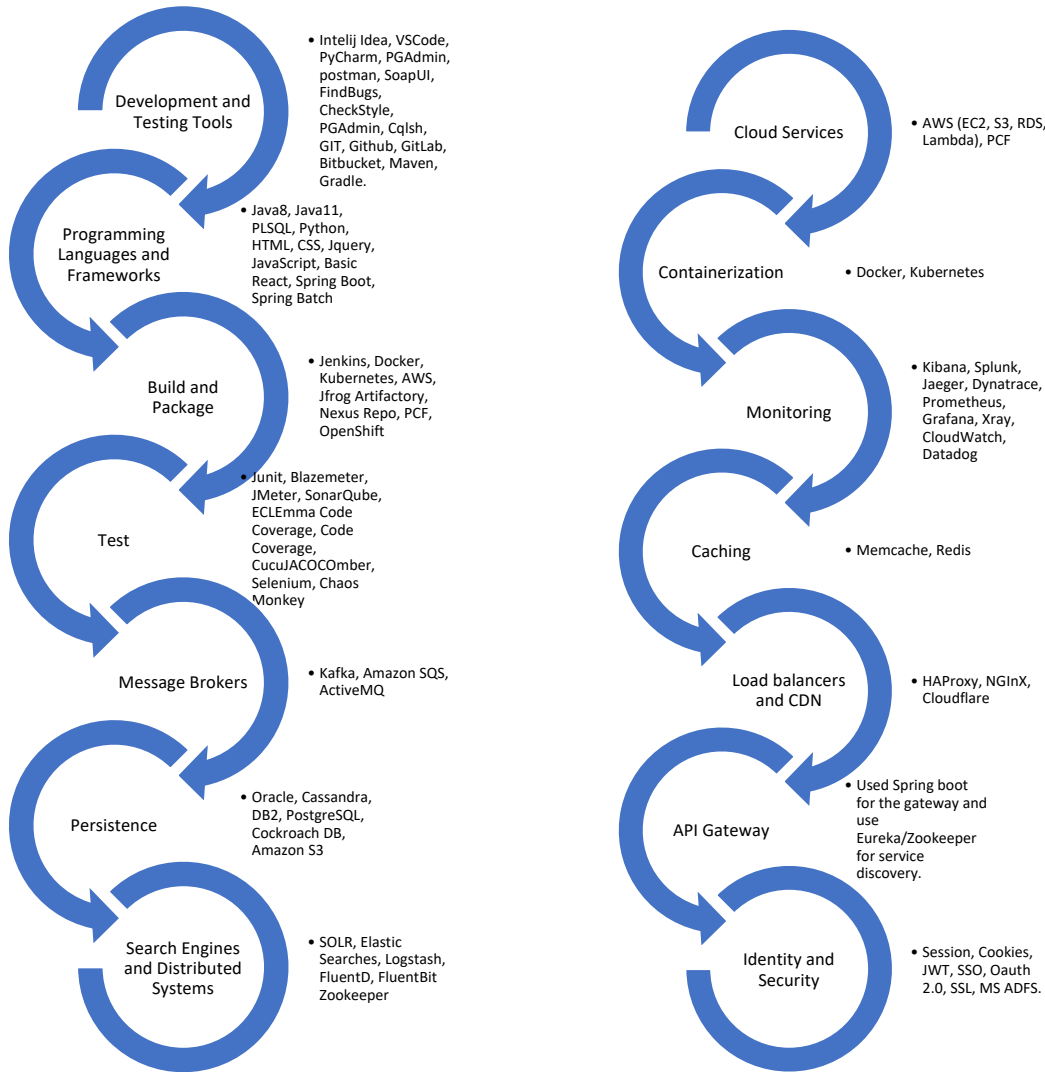 Development and
Testing Tools
• Intelij Idea, VSCode,
PyCharm, PGAdmin,
postman, SoapUI,
FindBugs,
CheckStyle,
PGAdmin, Cqlsh,
GIT, Github, GitLab,
Bitbucket, Maven,
Gradle.
Programming
Languages and
Frameworks
• Java8, Java11,
PLSQL, Python,
HTML, CSS, Jquery,
JavaScript, Basic
React, Spring Boot,
Spring Batch
Build and
Package
• Jenkins, Docker,
Kubernetes, AWS,
Jfrog Artifactory,
Nexus Repo, PCF,
OpenShift
Test
• Junit, Blazemeter,
JMeter, SonarQube,
ECLEmma Code
Coverage, Code
Coverage,
CucuJACOCOmber,
Selenium, Chaos
Monkey
Message Brokers
• Kafka, Amazon SQS,
ActiveMQ
Persistence
• Oracle, Cassandra,
DB2, PostgreSQL,
Cockroach DB,
Amazon S3
Search Engines
and Distributed
Systems
• SOLR, Elastic
Searches, Logstash,
FluentD, FluentBit
Zookeeper
Cloud Services
• AWS (EC2, S3, RDS,
Lambda), PCF
Containerization
• Docker, Kubernetes
Monitoring
• Kibana, Splunk,
Jaeger, Dynatrace,
Prometheus,
Grafana, Xray,
CloudWatch,
Datadog
Caching
• Memcache, Redis
Load balancers
and CDN
• HAProxy, NGInX,
Cloudflare
API Gateway
• Used Spring boot
for the gateway and
use
Eureka/Zookeeper
for service
discovery.
Identity and
Security
• Session, Cookies,
JWT, SSO, Oauth
2.0, SSL, MS ADFS.